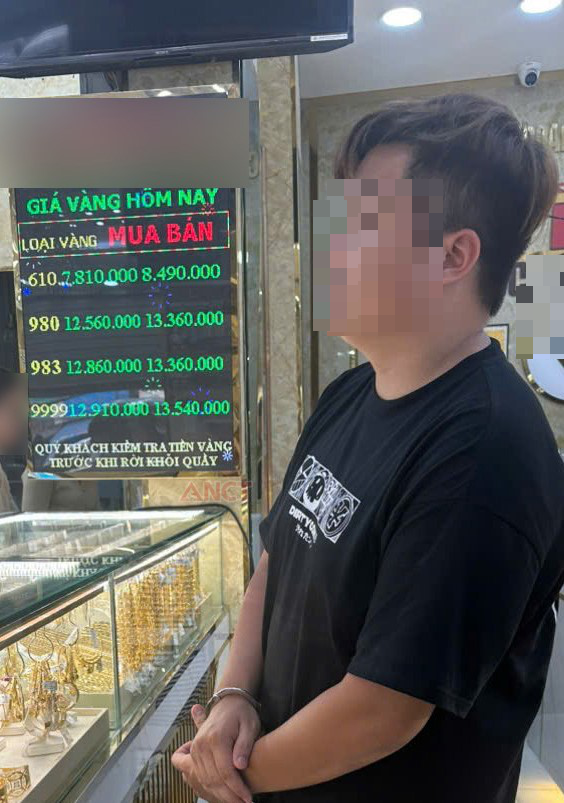 GIÁ VÀNG HÔM NAY
LOẠI VÀNG MUA BÁN
610 7.810.000 8.490.000
980 12.560.000 13.360.000
983 12.860.000 13.360.000
9999 12.910.000 13.540.000
QUÝ KHÁCH KIỂM TRA TIỀN VÀNG
TRƯỚC KHI RỜI KHỎI QUẦY
ANC